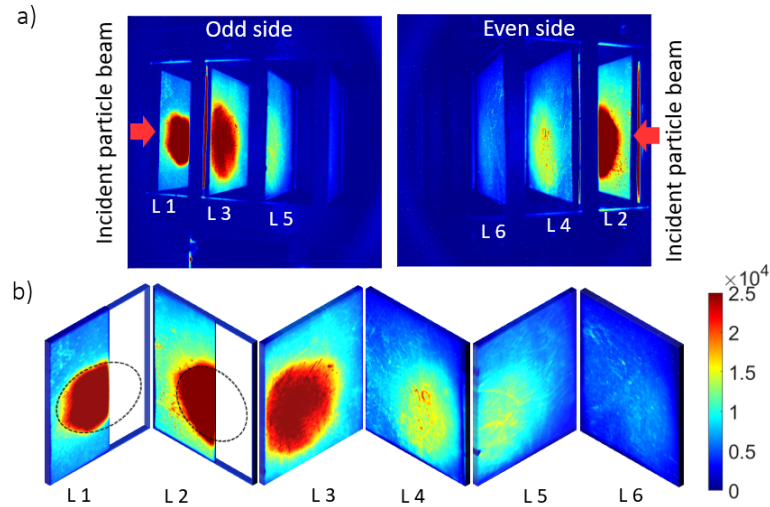 a)
Odd side
Even side
Incident particle beam
L 1
L 3
L 5
L 6
L 4
L 2
Incident particle beam
b)
×10⁴
2.5
2
1.5
1
0.5
0
L 1
L 2
L 3
L 4
L 5
L 6